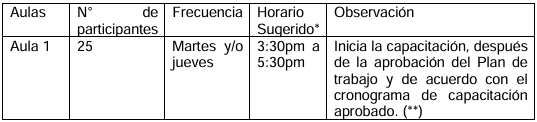 Aulas
N° de participantes
Frecuencia
Horario Sugerido*
Observación
Aula 1
25
Martes y/o jueves
3:30pm a 5:30pm
Inicia la capacitación, después
de la aprobación del Plan de
trabajo y de acuerdo con el
cronograma de capacitación
aprobado. (**)